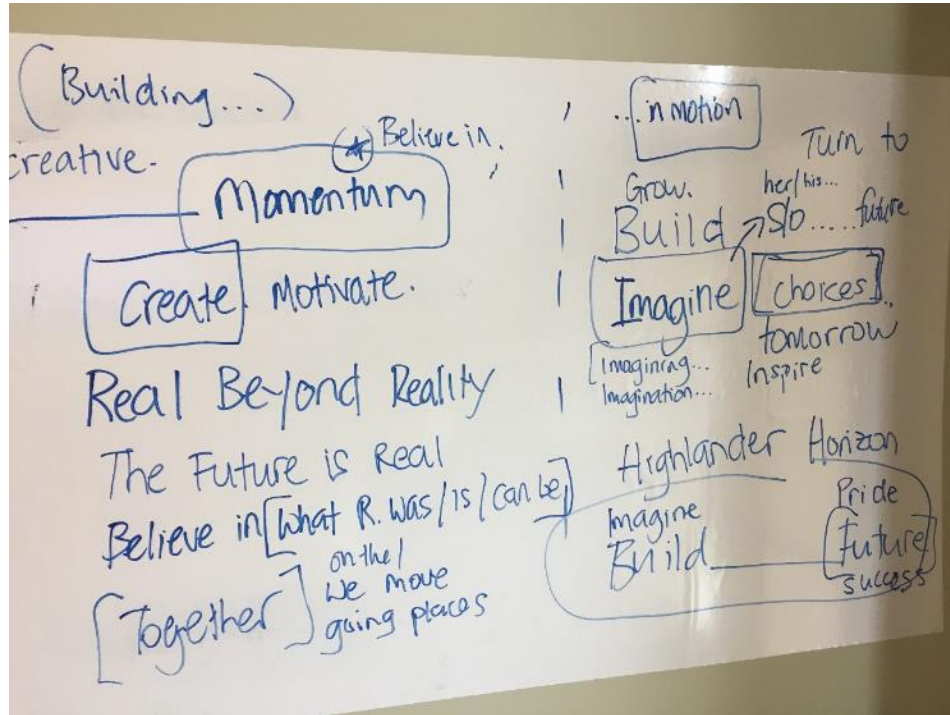 (Building...)
creative.
Believe in.
Momentum
Create Motivate.
Real Beyond Reality
The Future is Real
Believe in [What R. was/is/can be]
[Together]
on the/
We move
going places
...in motion
Turn to
Grow.
her/his...
Build
S/o.....future
Imagine [choices]...
tomorrow
[Imagining...
Inspire
Imagination...
Highlander Horizon
Pride
Imagine
Build______[Future]
success